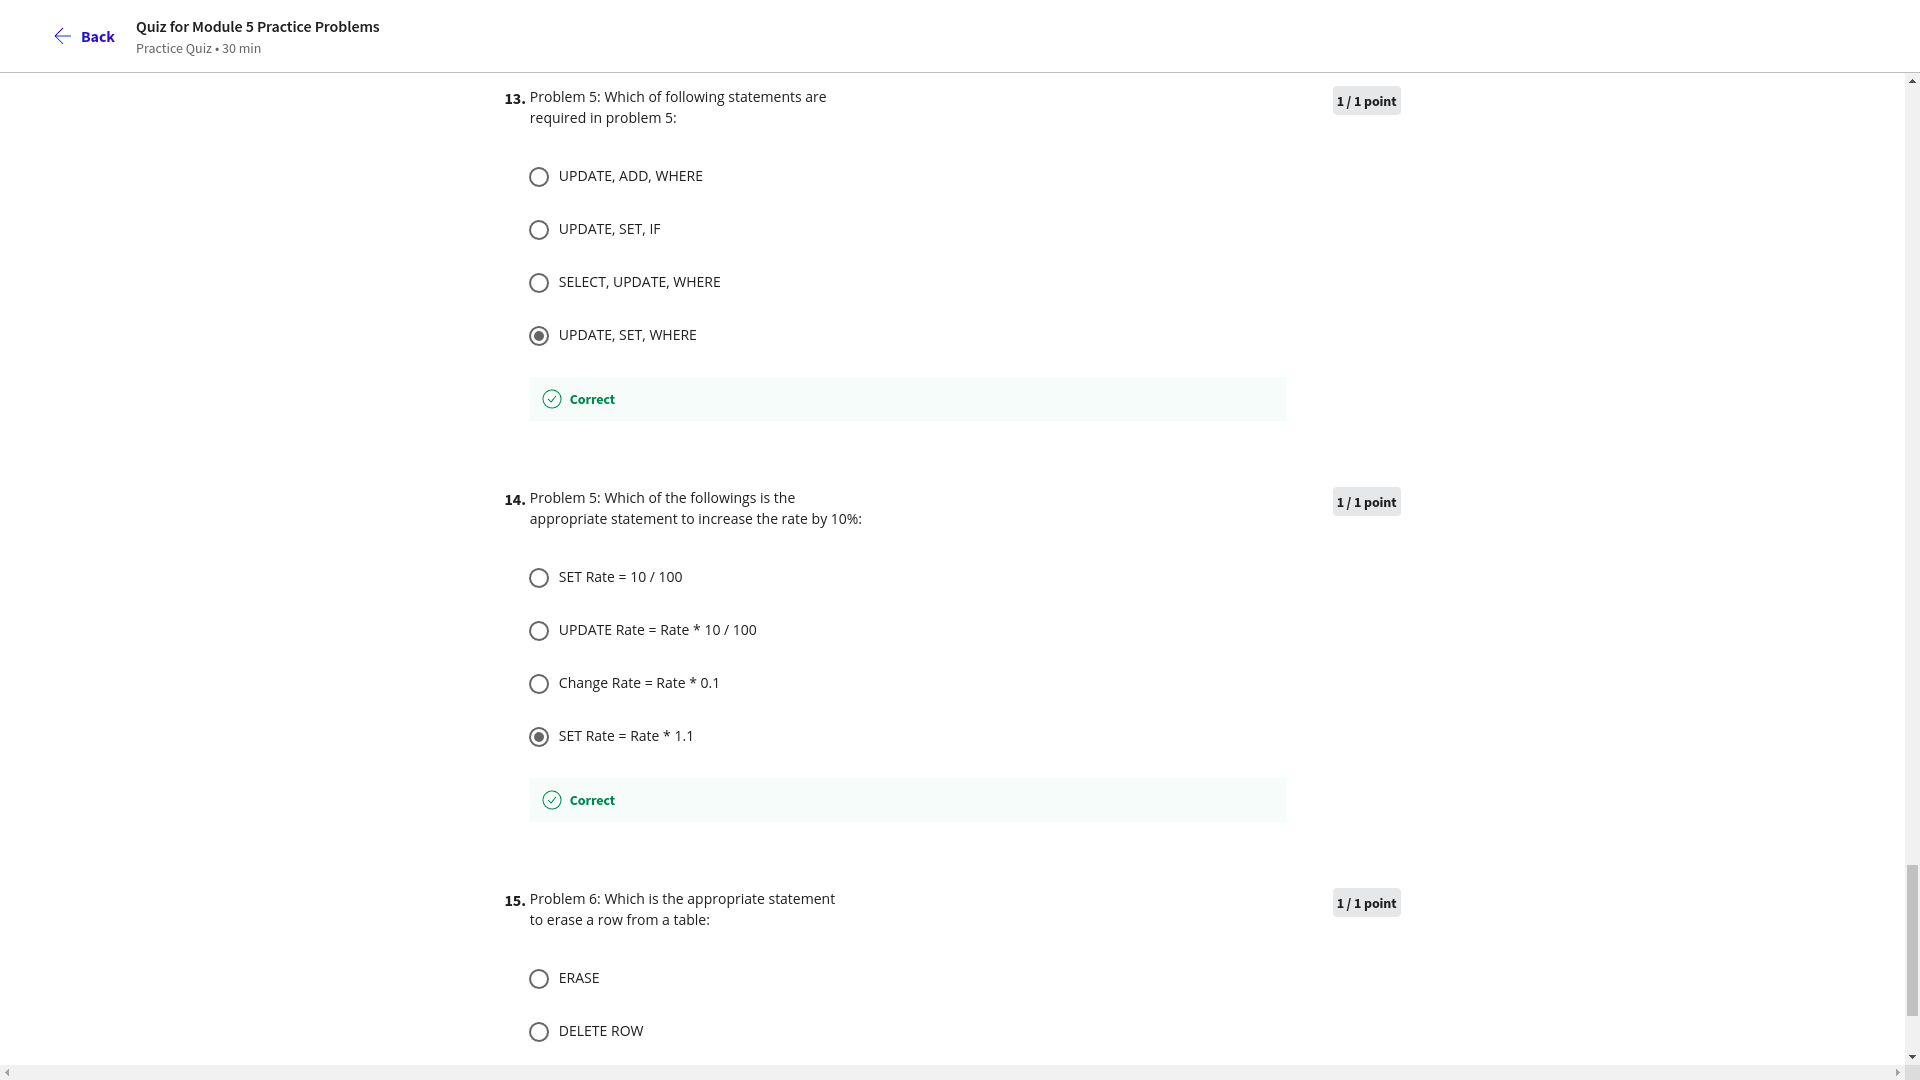 Back
Quiz for Module 5 Practice Problems
Practice Quiz • 30 min
13. Problem 5: Which of following statements are
required in problem 5:
1 / 1 point
UPDATE, ADD, WHERE
UPDATE, SET, IF
SELECT, UPDATE, WHERE
UPDATE, SET, WHERE
Correct
14. Problem 5: Which of the followings is the
appropriate statement to increase the rate by 10%:
1 / 1 point
SET Rate = 10 / 100
UPDATE Rate = Rate * 10 / 100
Change Rate = Rate * 0.1
SET Rate = Rate * 1.1
Correct
15. Problem 6: Which is the appropriate statement
to erase a row from a table:
1 / 1 point
ERASE
DELETE ROW